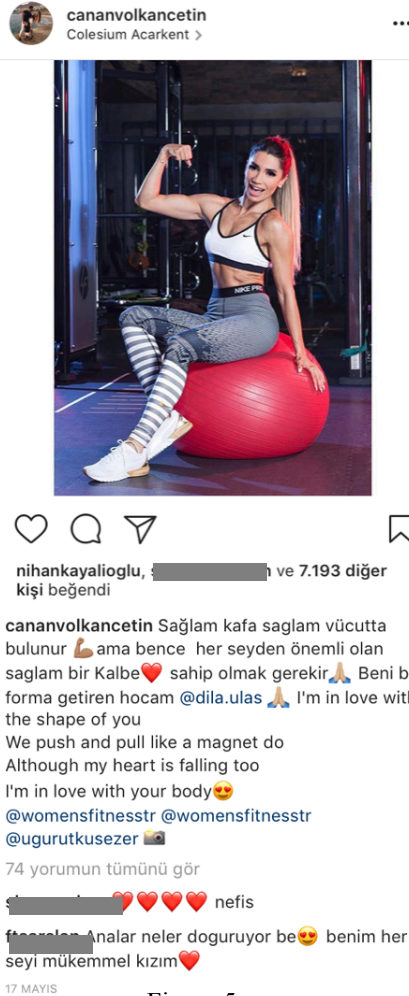 cananvolkancetin
Colesium Acarkent >
NIKE PRO
nihankayalioglu, ve 7.193 diğer
kişi beğendi
cananvolkancetin Sağlam kafa saglam vücutta
bulunur 💪🏽ama bence her seyden önemli olan
saglam bir Kalbe❤️ sahip olmak gerekir🙏🏼 Beni b
forma getiren hocam @dila.ulas 🙏🏼 I'm in love with
the shape of you
We push and pull like a magnet do
Although my heart is falling too
I'm in love with your body😍
@womensfitnesstr @womensfitnesstr
@ugurutkusezer 📸
74 yorumun tümünü gör
❤️❤️❤️❤️ nefis
Analar neler doguruyor be😍 benim her
seyi mükemmel kızım❤️
17 MAYIS